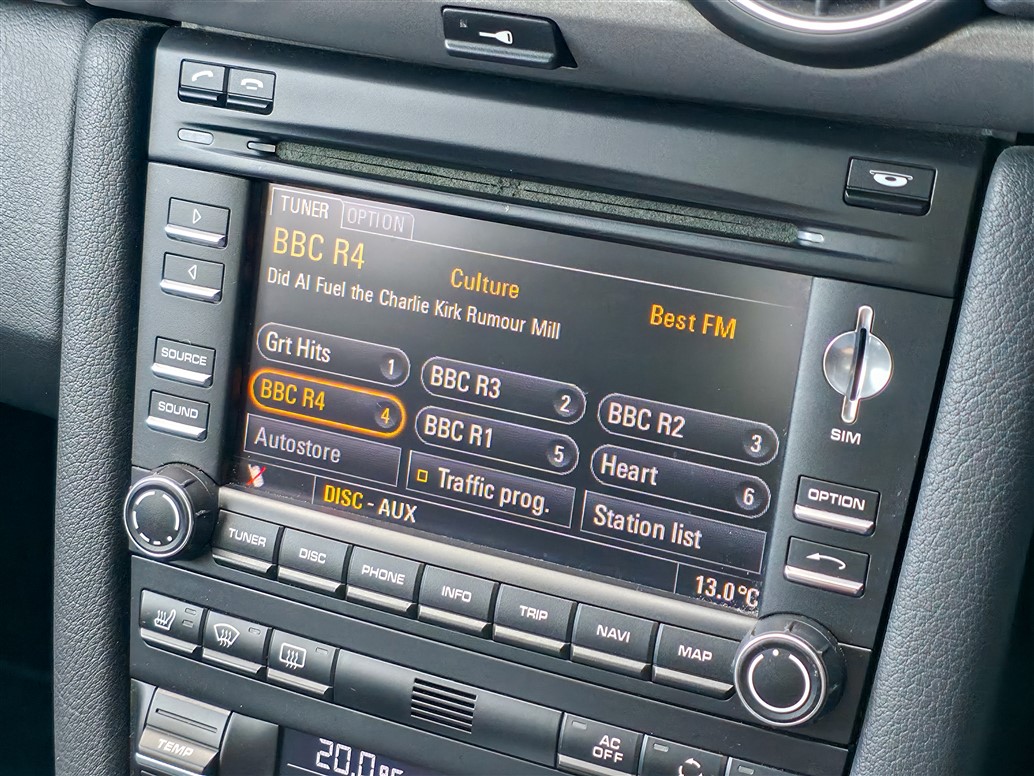 TUNER OPTION
BBC R4
Culture
Best FM
Did AI Fuel the Charlie Kirk Rumour Mill
Grt Hits 1
BBC R3 2
BBC R2 3
BBC R4 4
BBC R1 5
Heart 6
Autostore
Traffic prog.
Station list
DISC - AUX
13.0°C
SOURCE
SOUND
SIM
OPTION
TUNER
DISC
PHONE
INFO
TRIP
NAVI
MAP
TEMP
20.0°C
AC
OFF